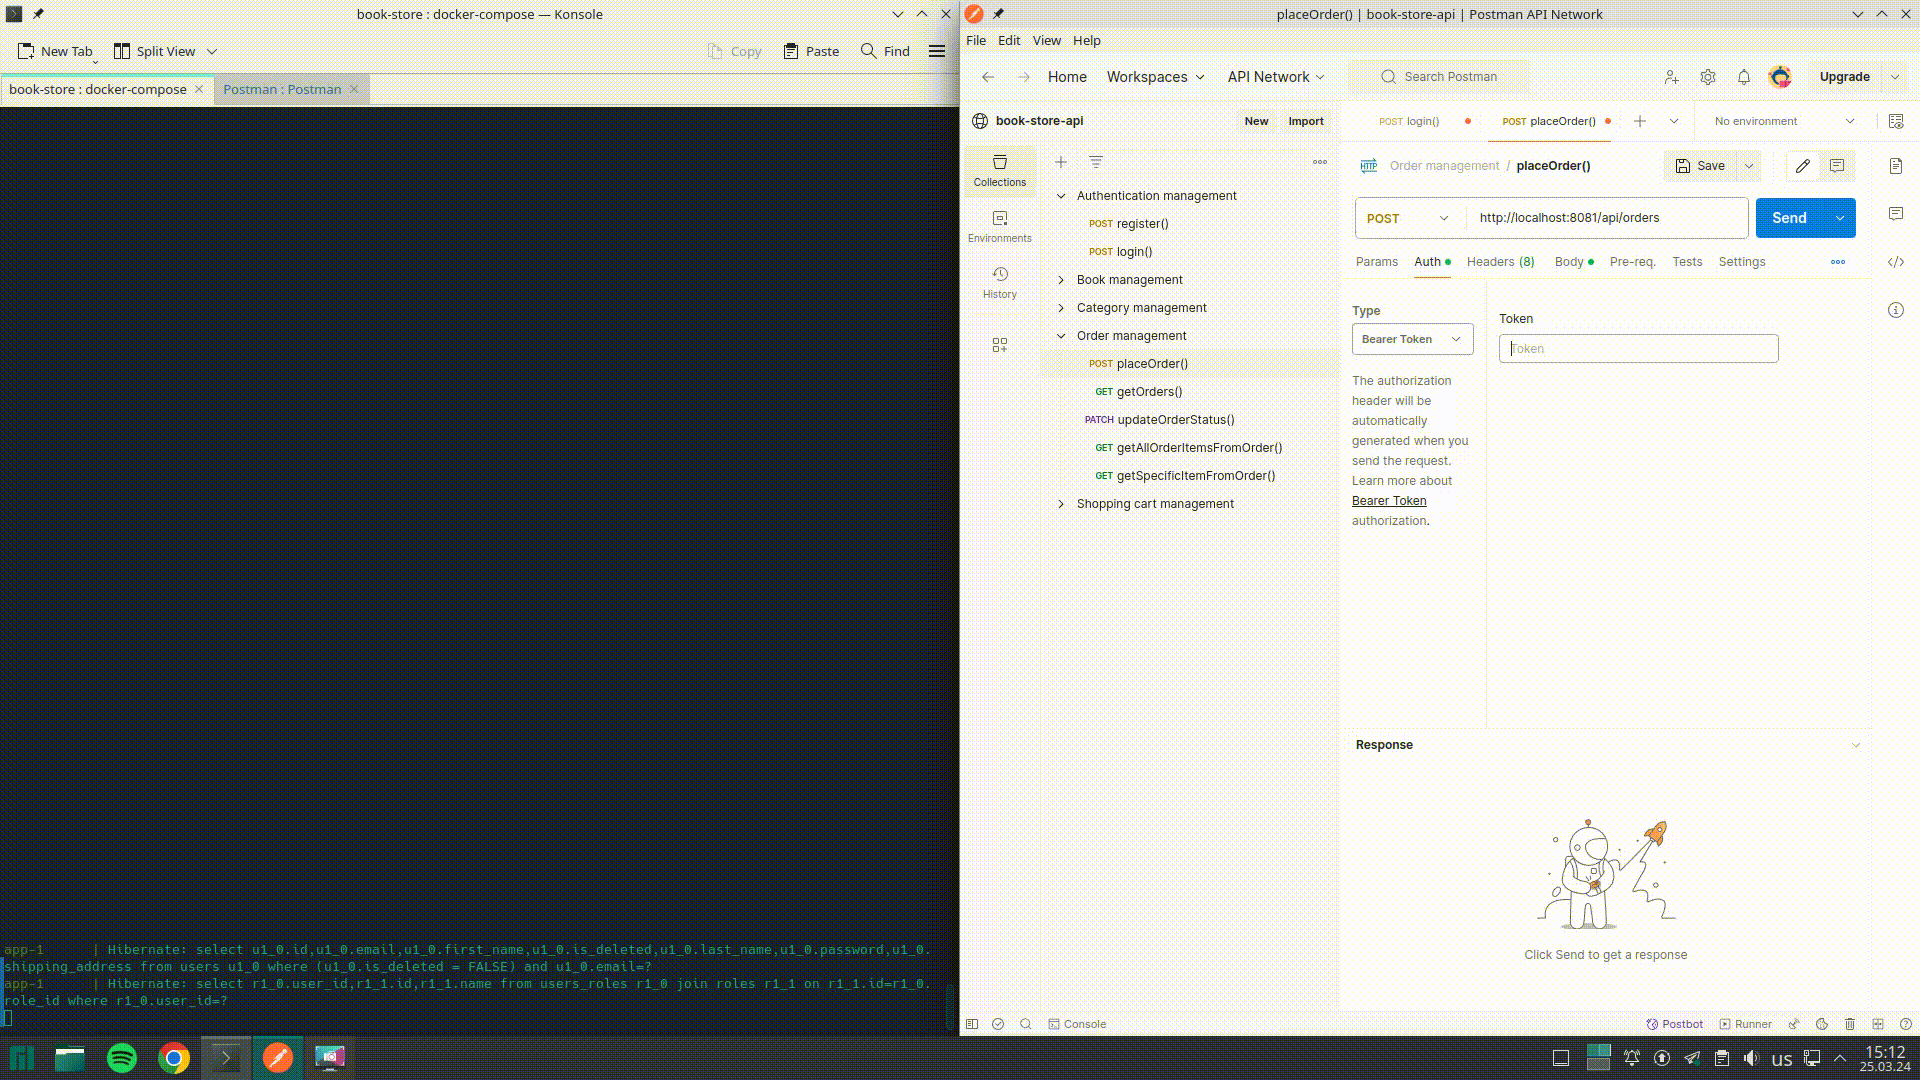 book-store : docker-compose — Konsole
New Tab
Split View
Copy
Paste
Find
book-store : docker-compose
Postman : Postman
app-1 | Hibernate: select u1_0.id,u1_0.email,u1_0.first_name,u1_0.is_deleted,u1_0.last_name,u1_0.password,u1_0.
shipping_address from users u1_0 where (u1_0.is_deleted = FALSE) and u1_0.email=?
app-1 | Hibernate: select r1_0.user_id,r1_1.id,r1_1.name from users_roles r1_0 join roles r1_1 on r1_1.id=r1_0.
role_id where r1_0.user_id=?
placeOrder() | book-store-api | Postman API Network
File Edit View Help
Home Workspaces API Network Search Postman Upgrade
book-store-api New Import
POST login() POST placeOrder() No environment
Collections
Environments
History
Authentication management
POST register()
POST login()
Book management
Category management
Order management
POST placeOrder()
GET getOrders()
PATCH updateOrderStatus()
GET getAllOrderItemsFromOrder()
GET getSpecificItemFromOrder()
Shopping cart management
HTTP Order management / placeOrder() Save
POST http://localhost:8081/api/orders Send
Params Auth Headers (8) Body Pre-req. Tests Settings
Type
Bearer Token
The authorization
header will be
automatically
generated when you
send the request.
Learn more about
Bearer Token
authorization.
Token
Token
Response
Click Send to get a response
Console Postbot Runner
us
15:12
25.03.24